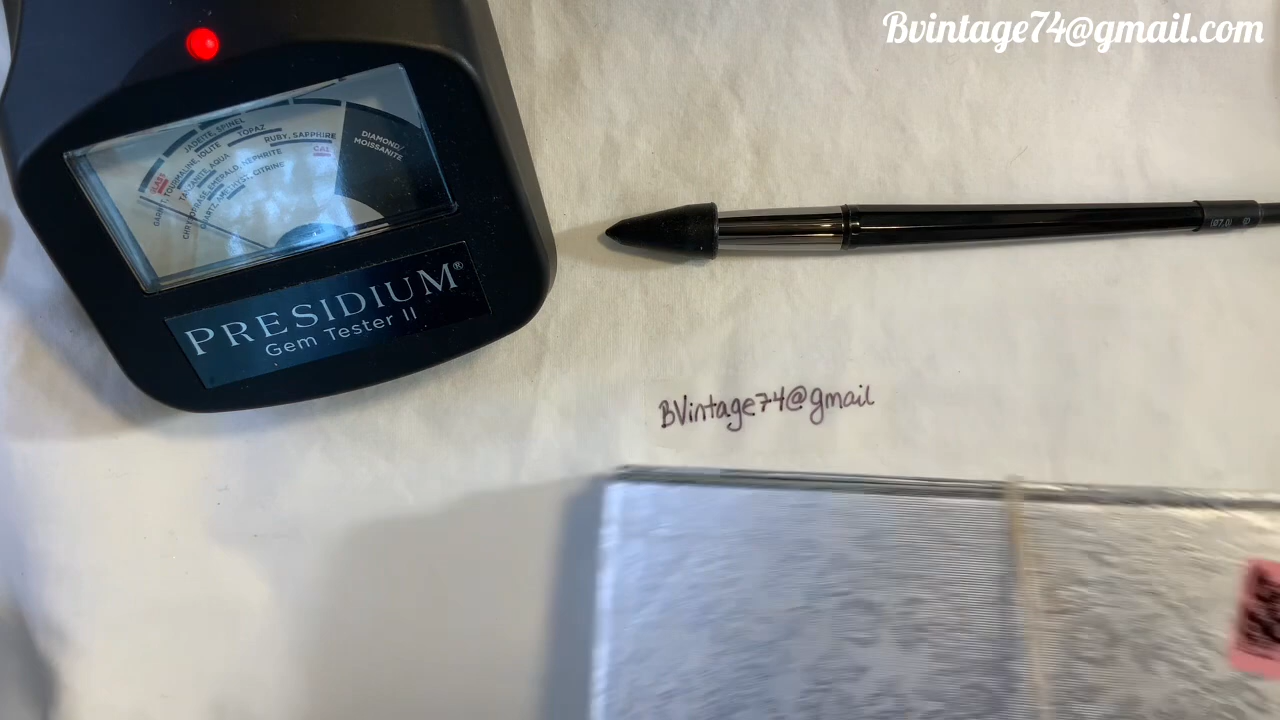 Bvintage74@gmail.com
JADEITE, SPINEL
TOPAZ
RUBY, SAPPHIRE
CAL
DIAMOND/
MOISSANITE
GLASS
GARNET, TOURMALINE, IOLITE
TANZANITE, AQUA
CHRYSOPRASE, EMERALD, NEPHRITE
QUARTZ, AMETHYST, CITRINE
PRESIDIUM®
Gem Tester II
BVintage74@gmail